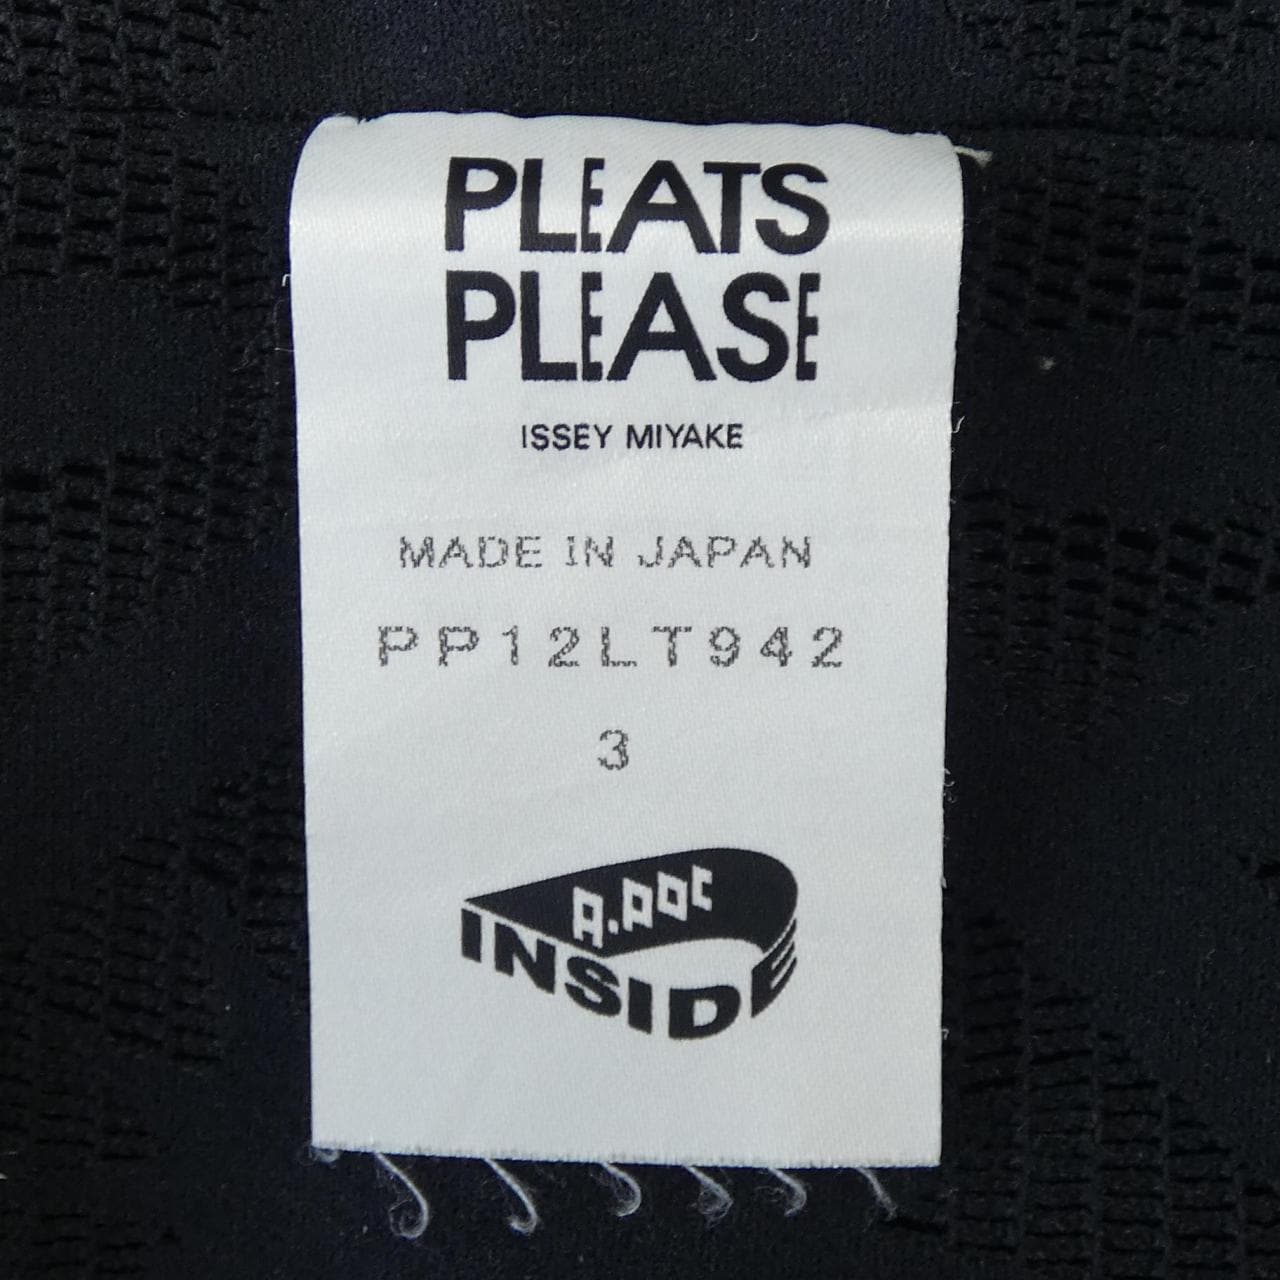 PLEATS
PLEASE
ISSEY MIYAKE
MADE IN JAPAN
PP12LT942
3
A.POC
INSIDE